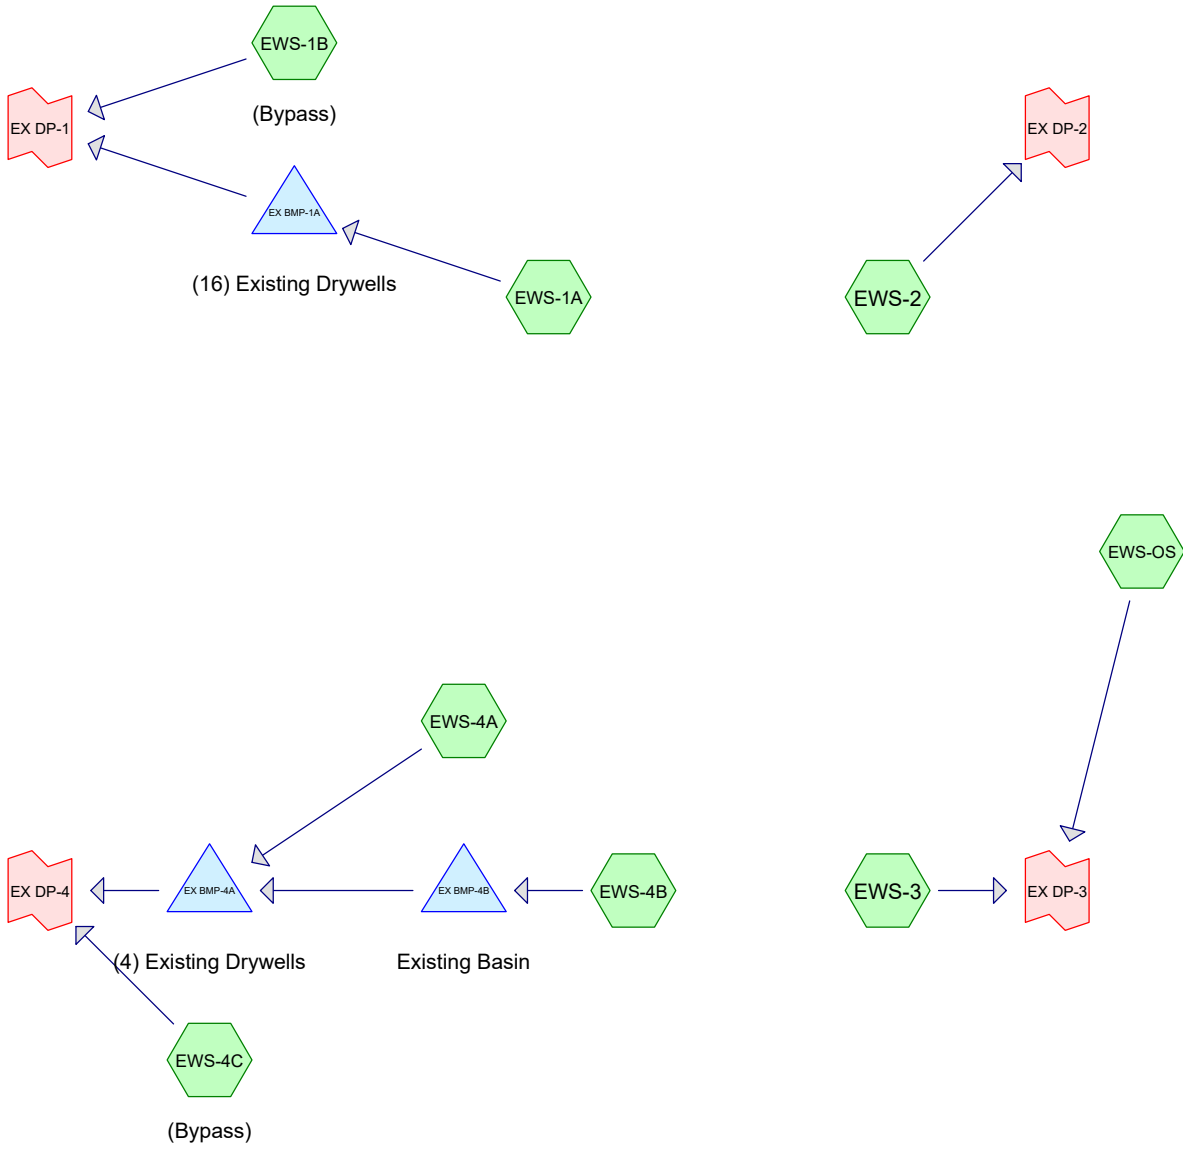 EWS-1B
(Bypass)
EX DP-1
EX DP-2
EX BMP-1A
(16) Existing Drywells
EWS-1A
EWS-2
EWS-OS
EWS-4A
EX DP-4
EX BMP-4A
EX BMP-4B
EWS-4B
EWS-3
EX DP-3
(4) Existing Drywells
Existing Basin
EWS-4C
(Bypass)